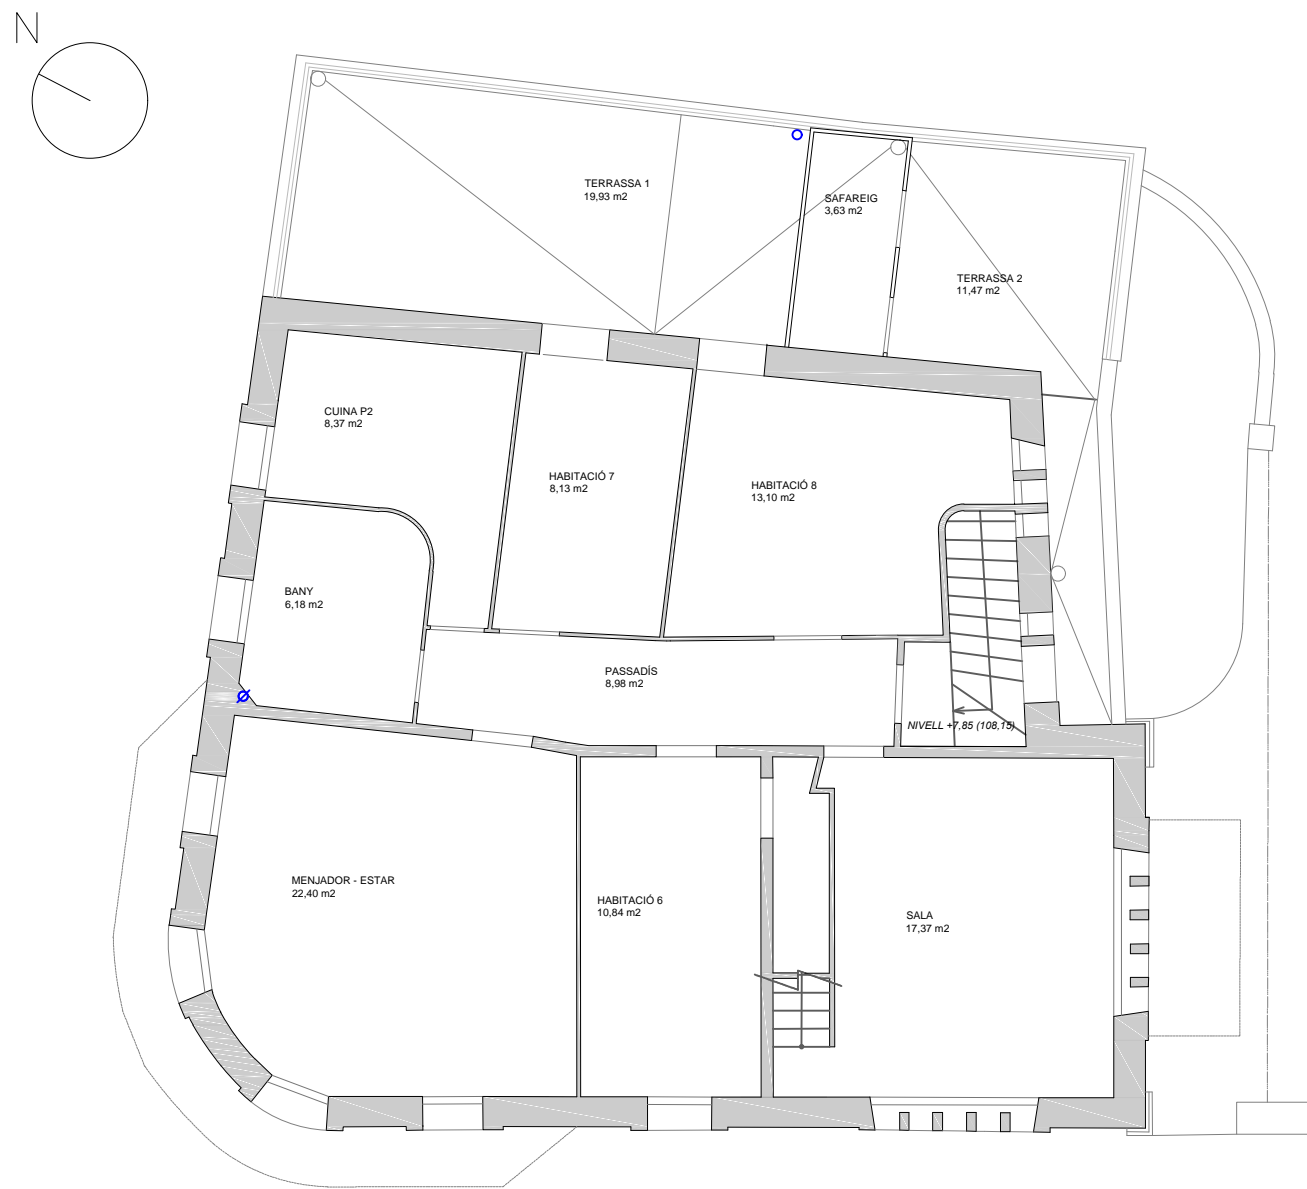 N
TERRASSA 1
19,93 m2
SAFAREIG
3,63 m2
TERRASSA 2
11,47 m2
CUINA P2
8,37 m2
HABITACIÓ 7
8,13 m2
HABITACIÓ 8
13,10 m2
BANY
6,18 m2
PASSADÍS
8,98 m2
NIVELL +7,85 (108,15)
MENJADOR - ESTAR
22,40 m2
HABITACIÓ 6
10,84 m2
SALA
17,37 m2